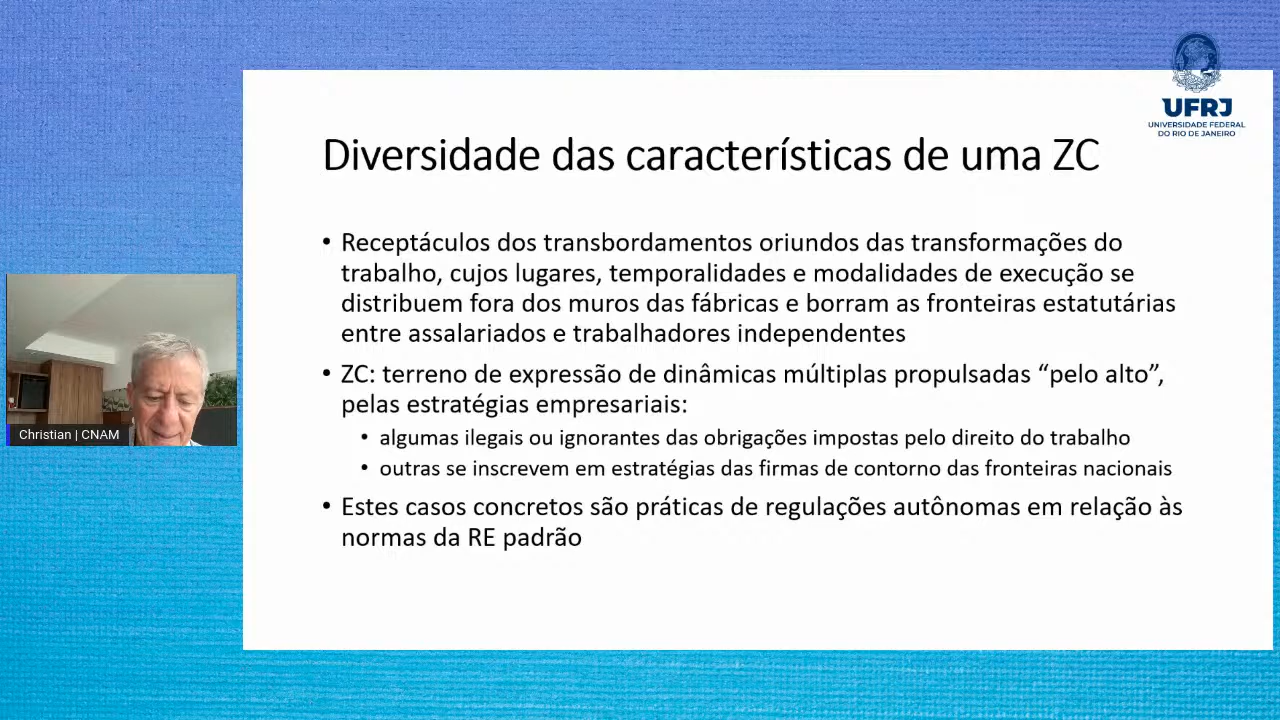 UFRJ
UNIVERSIDADE FEDERAL
DO RIO DE JANEIRO
Diversidade das características de uma ZC
• Receptáculos dos transbordamentos oriundos das transformações do
trabalho, cujos lugares, temporalidades e modalidades de execução se
distribuem fora dos muros das fábricas e borram as fronteiras estatutárias
entre assalariados e trabalhadores independentes
• ZC: terreno de expressão de dinâmicas múltiplas propulsadas “pelo alto”,
pelas estratégias empresariais:
• algumas ilegais ou ignorantes das obrigações impostas pelo direito do trabalho
• outras se inscrevem em estratégias das firmas de contorno das fronteiras nacionais
• Estes casos concretos são práticas de regulações autônomas em relação às
normas da RE padrão
Christian | CNAM